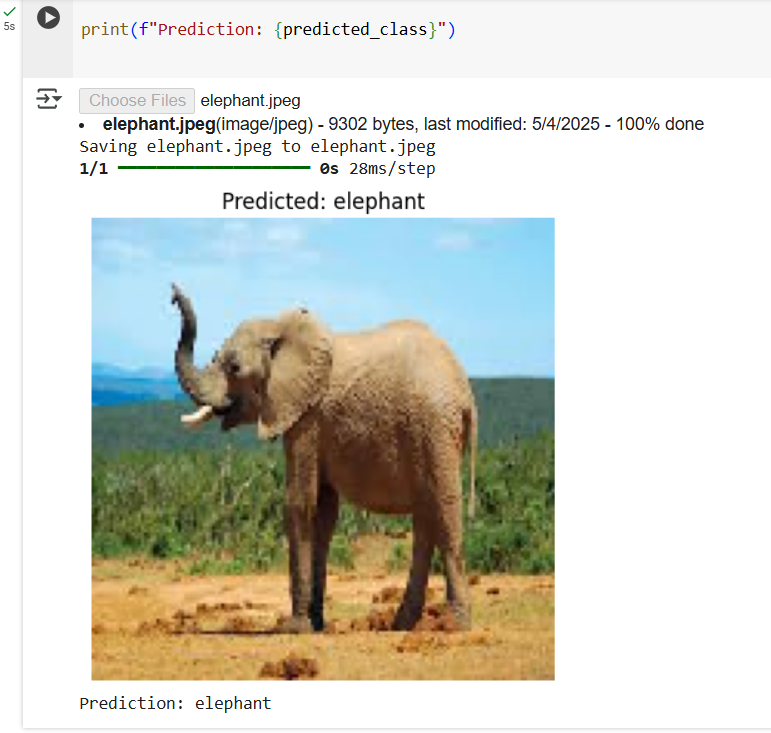 5s
print(f"Prediction: {predicted_class}")
Choose Files elephant.jpeg
• elephant.jpeg(image/jpeg) - 9302 bytes, last modified: 5/4/2025 - 100% done
Saving elephant.jpeg to elephant.jpeg
1/1 ━━━━━━━━━━━━━━━━━━━━ 0s 28ms/step
Predicted: elephant
Prediction: elephant